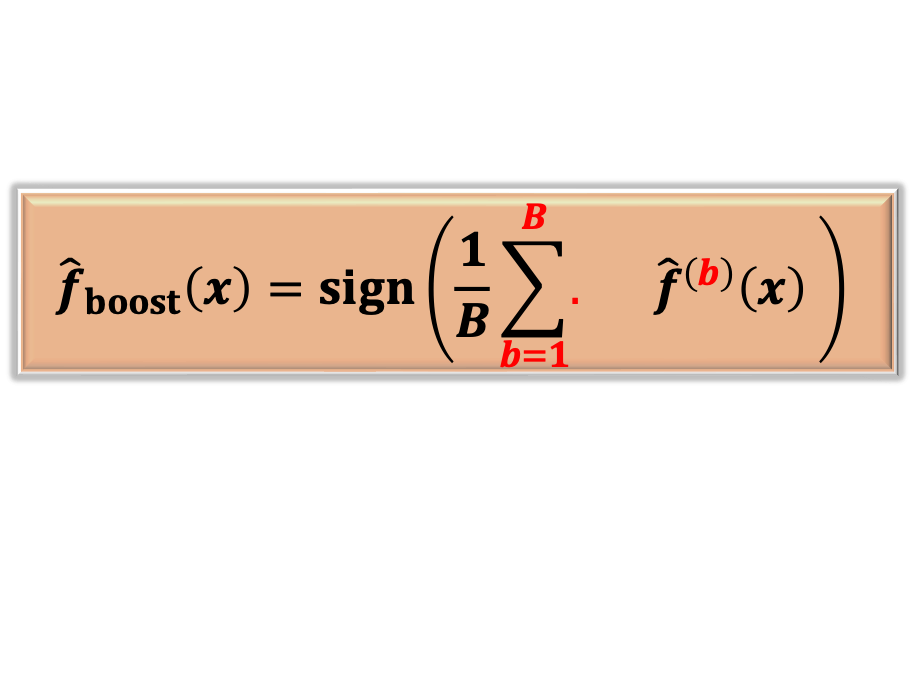 f̂boost(x) = sign(1/B ∑_{b=1}^{B} . f̂^(b)(x))